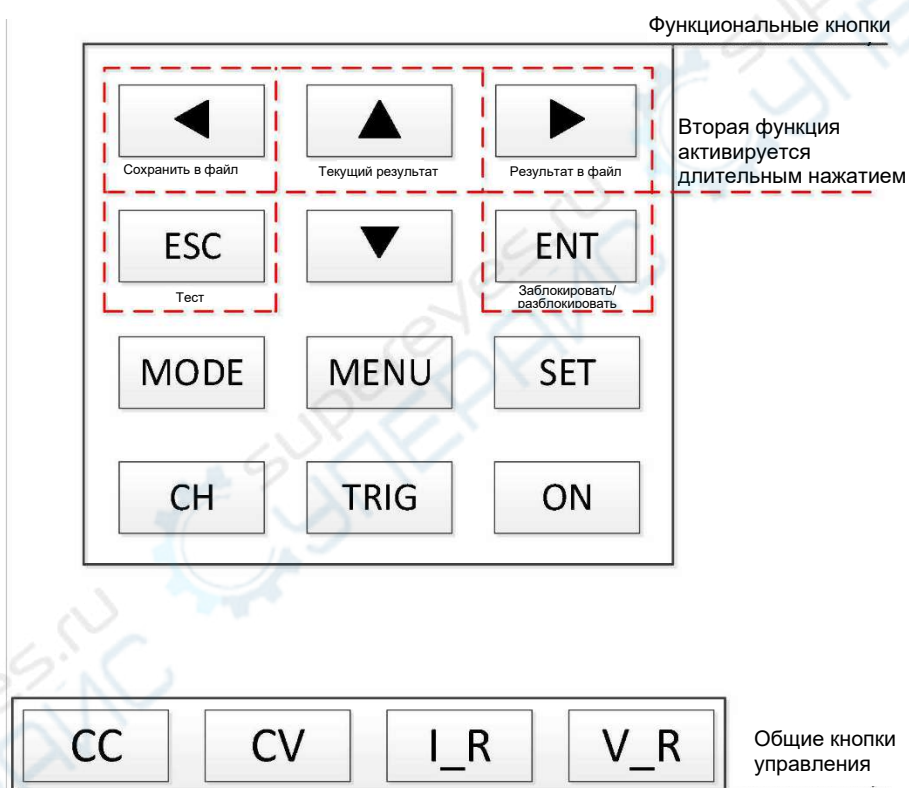 Функциональные кнопки
◄ ▲ ►
Сохранить в файл Текущий результат Результат в файл
Вторая функция
активируется
длительным нажатием
ESC ▼ ENT
Тест Заблокировать/
разблокировать
MODE MENU SET
CH TRIG ON
CC CV I_R V_R
Общие кнопки
управления